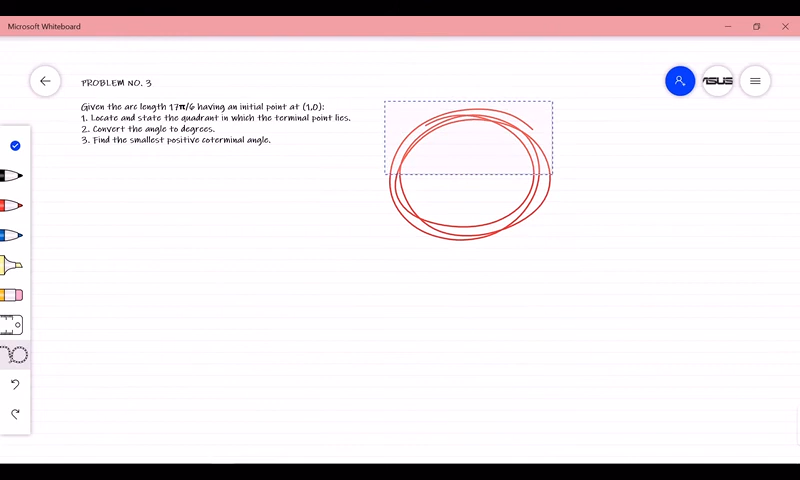 Microsoft Whiteboard
PROBLEM NO. 3
Given the arc length 17π/6 having an initial point at (1,0):
1. Locate and state the quadrant in which the terminal point lies.
2. Convert the angle to degrees.
3. Find the smallest positive coterminal angle.